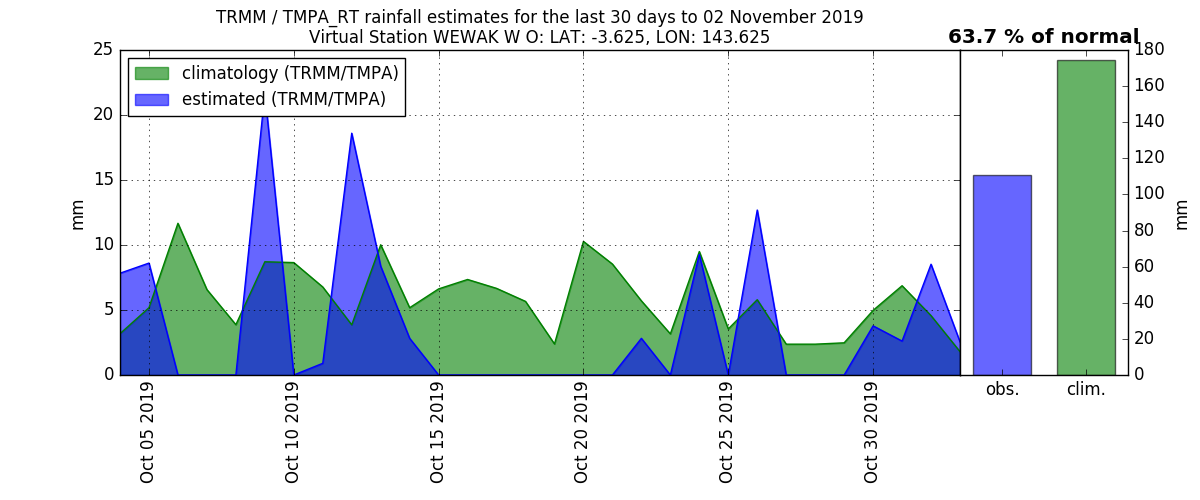 TRMM / TMPA_RT rainfall estimates for the last 30 days to 02 November 2019
Virtual Station WEWAK W O: LAT: -3.625, LON: 143.625
63.7 % of normal
climatology (TRMM/TMPA)
estimated (TRMM/TMPA)
25
20
15
10
5
0
mm
Oct 05 2019
Oct 10 2019
Oct 15 2019
Oct 20 2019
Oct 25 2019
Oct 30 2019
obs.
clim.
180
160
140
120
100
80
60
40
20
0
mm